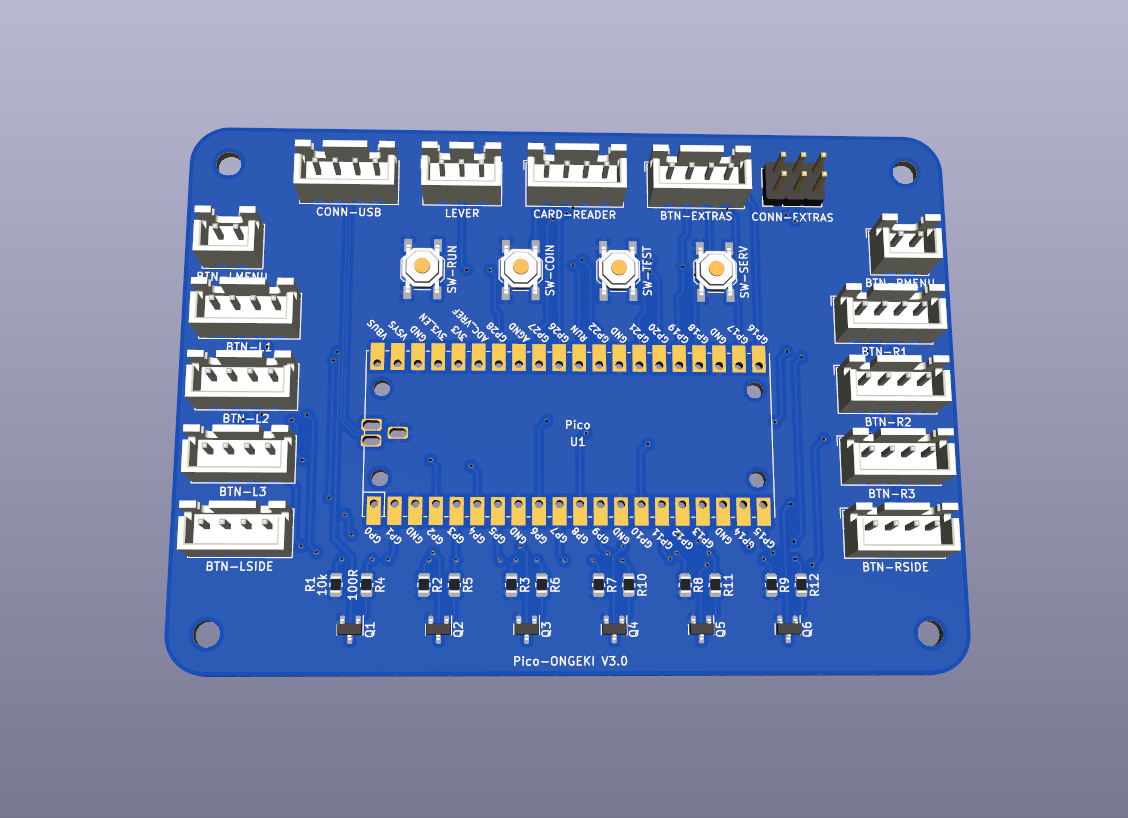 CONN-USB
LEVER
CARD-READER
BTN-EXTRAS
CONN-EXTRAS
BTN-LMENU
BTN-RMENU
SW-RUN
SW-COIN
SW-TEST
SW-SERV
BTN-L1
BTN-R1
VBUS
VSYS
GND
3V3_EN
3V3
ADC_VREF
GP28
AGND
GP27
GP26
RUN
GP22
GND
GP21
GP20
GP19
GP18
GND
GP17
GP16
BTN-L2
BTN-R2
Pico
U1
BTN-L3
BTN-R3
GP0
GP1
GND
GP2
GP3
GP4
GP5
GND
GP6
GP7
GP8
GP9
GND
GP10
GP11
GP12
GP13
GND
GP14
GP15
BTN-LSIDE
BTN-RSIDE
R1
10k
100R
R4
R2
R5
R3
R6
R7
R10
R8
R11
R9
R12
Q1
Q2
Q3
Q4
Q5
Q6
Pico-ONGEKI V3.0